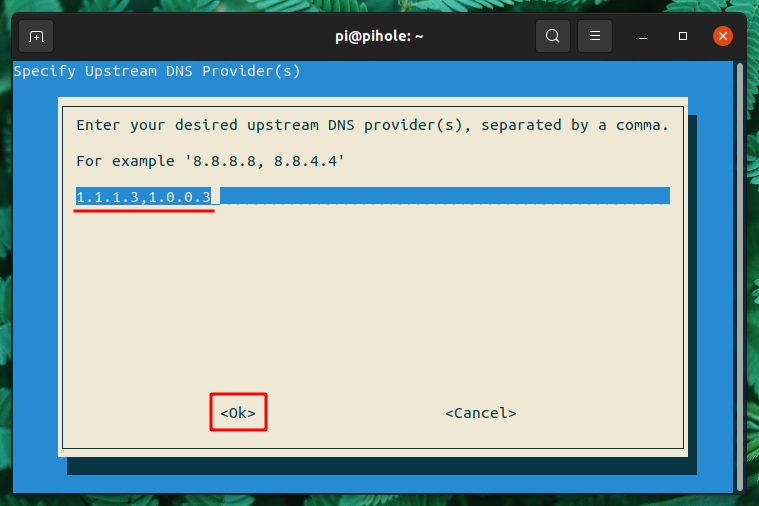 pi@pihole: ~
Specify Upstream DNS Provider(s)
Enter your desired upstream DNS provider(s), separated by a comma.
For example '8.8.8.8, 8.8.4.4'
1.1.1.3,1.0.0.3
<Ok> <Cancel>